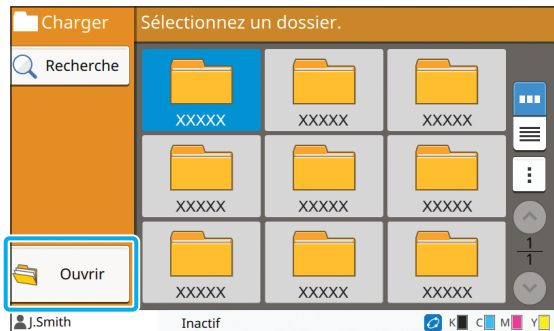 Charger
Sélectionnez un dossier.
Recherche
XXXXX XXXXX XXXXX
XXXXX XXXXX XXXXX
1
1
Ouvrir
XXXXX XXXXX XXXXX
J.Smith Inactif K C M Y